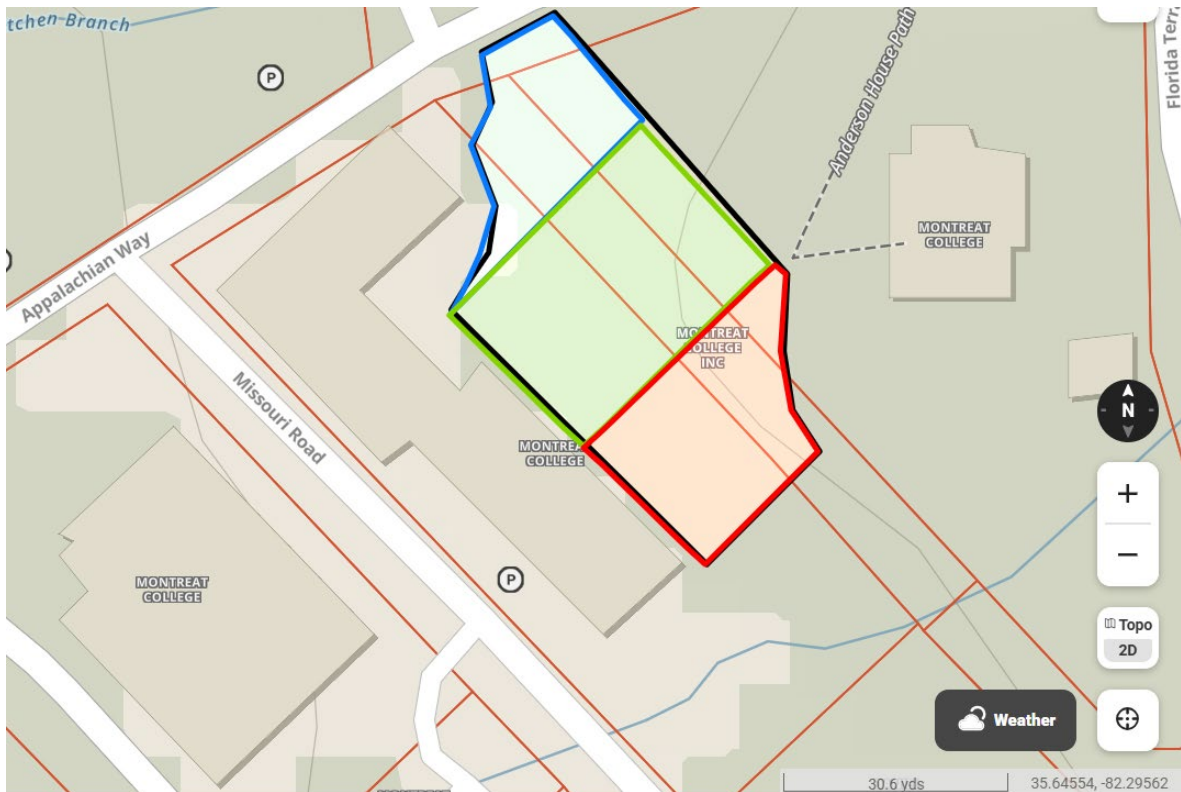 tchen Branch
P
Anderson House Path
Florida Terr
MONTREAT
COLLEGE
Appalachian Way
MONTREAT
COLLEGE
INC
Missouri Road
N
MONTREAT
COLLEGE
+
−
P
MONTREAT
COLLEGE
Topo
2D
Weather
30.6 yds
35.64554, -82.29562